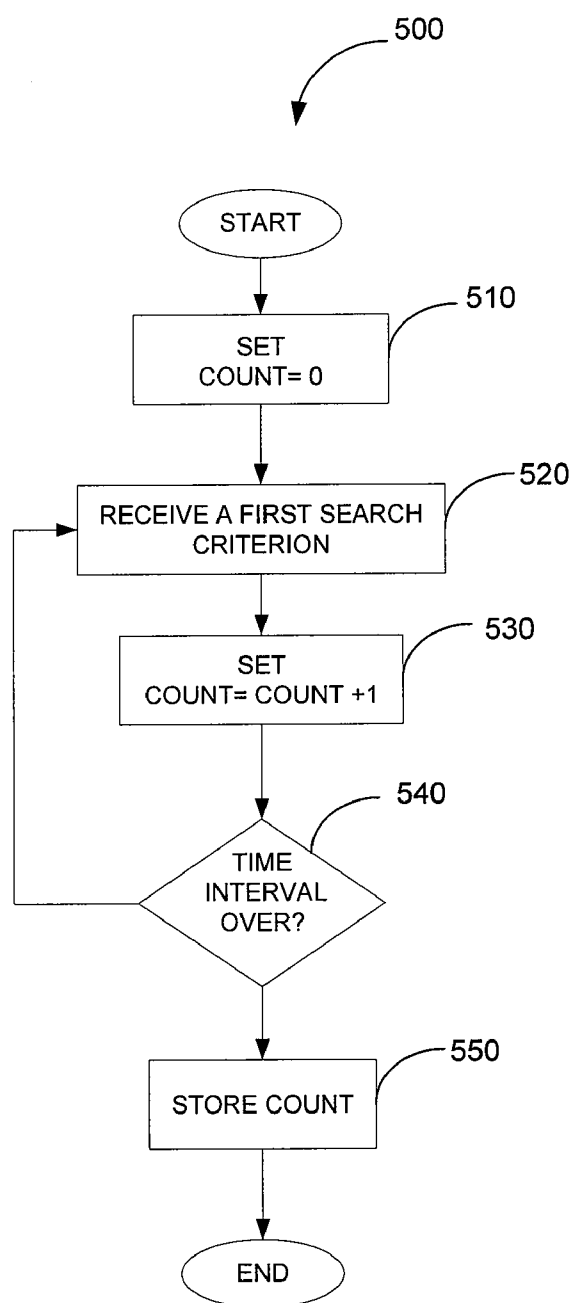 500
START
510
SET
COUNT= 0
520
RECEIVE A FIRST SEARCH
CRITERION
530
SET
COUNT= COUNT +1
540
TIME
INTERVAL
OVER?
550
STORE COUNT
END